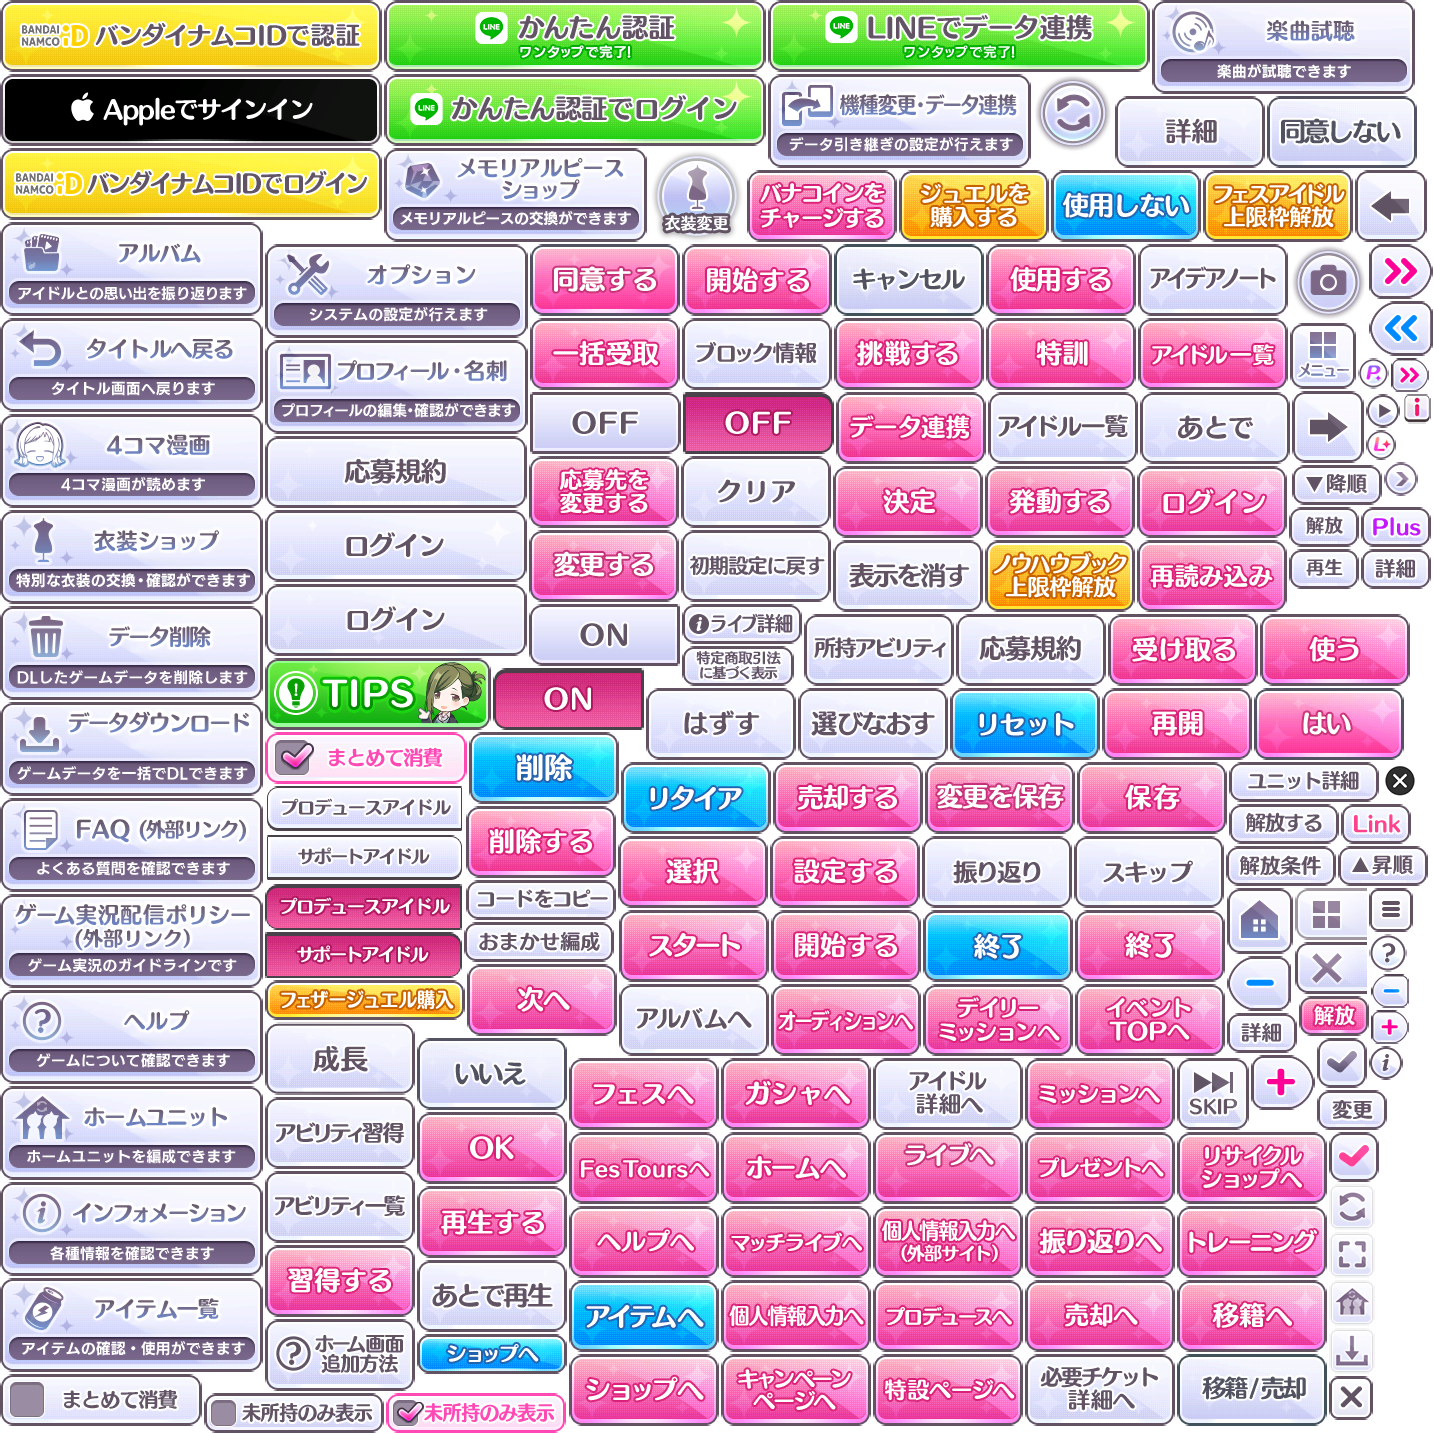 BANDAI NAMCO iD バンダイナムコIDで認証
LINE かんたん認証
ワンタップで完了!
LINE LINEでデータ連携
ワンタップで完了!
楽曲試聴
楽曲が試聴できます
Appleでサインイン
LINE かんたん認証でログイン
機種変更・データ連携
データ引き継ぎの設定が行えます
詳細
同意しない
BANDAI NAMCO iD バンダイナムコIDでログイン
メモリアルピース
ショップ
メモリアルピースの交換ができます
衣装変更
バナコインを
チャージする
ジュエルを
購入する
使用しない
フェスアイドル
上限枠解放
アルバム
アイドルとの思い出を振り返ります
オプション
システムの設定が行えます
同意する
開始する
キャンセル
使用する
アイデアノート
タイトルへ戻る
タイトル画面へ戻ります
プロフィール・名刺
プロフィールの編集・確認ができます
一括受取
ブロック情報
挑戦する
特訓
アイドル一覧
メニュー
P
4コマ漫画
4コマ漫画が読めます
応募規約
OFF
OFF
データ連携
アイドル一覧
あとで
i
L
応募先を
変更する
クリア
決定
発動する
ログイン
▼降順
衣装ショップ
特別な衣装の交換・確認ができます
ログイン
変更する
初期設定に戻す
表示を消す
ノウハウブック
上限枠解放
再読み込み
解放
Plus
再生
詳細
データ削除
DLしたゲームデータを削除します
ログイン
ON
iライブ詳細
特定商取引法
に基づく表示
所持アビリティ
応募規約
受け取る
使う
TIPS
ON
はずす
選びなおす
リセット
再開
はい
データダウンロード
ゲームデータを一括でDLできます
まとめて消費
削除
リタイア
売却する
変更を保存
保存
ユニット詳細
プロデュースアイドル
解放する
Link
FAQ (外部リンク)
よくある質問を確認できます
サポートアイドル
削除する
選択
設定する
振り返り
スキップ
解放条件
▲昇順
プロデュースアイドル
コードをコピー
ゲーム実況配信ポリシー
(外部リンク)
ゲーム実況のガイドラインです
サポートアイドル
おまかせ編成
スタート
開始する
終了
終了
?
フェザージュエル購入
次へ
アルバムへ
オーディションへ
デイリー
ミッションへ
イベント
TOPへ
詳細
解放
ヘルプ
ゲームについて確認できます
成長
いいえ
フェスへ
ガシャへ
アイドル
詳細へ
ミッションへ
SKIP
i
変更
ホームユニット
ホームユニットを編成できます
アビリティ習得
OK
Fes Toursへ
ホームへ
ライブへ
プレゼントへ
リサイクル
ショップへ
インフォメーション
各種情報を確認できます
アビリティ一覧
再生する
ヘルプへ
マッチライブへ
個人情報入力へ
(外部サイト)
振り返りへ
トレーニング
アイテム一覧
アイテムの確認・使用ができます
習得する
あとで再生
アイテムへ
個人情報入力へ
プロデュースへ
売却へ
移籍へ
ホーム画面
追加方法
ショップへ
ショップへ
キャンペーン
ページへ
特設ページへ
必要チケット
詳細へ
移籍/売却
まとめて消費
未所持のみ表示
未所持のみ表示